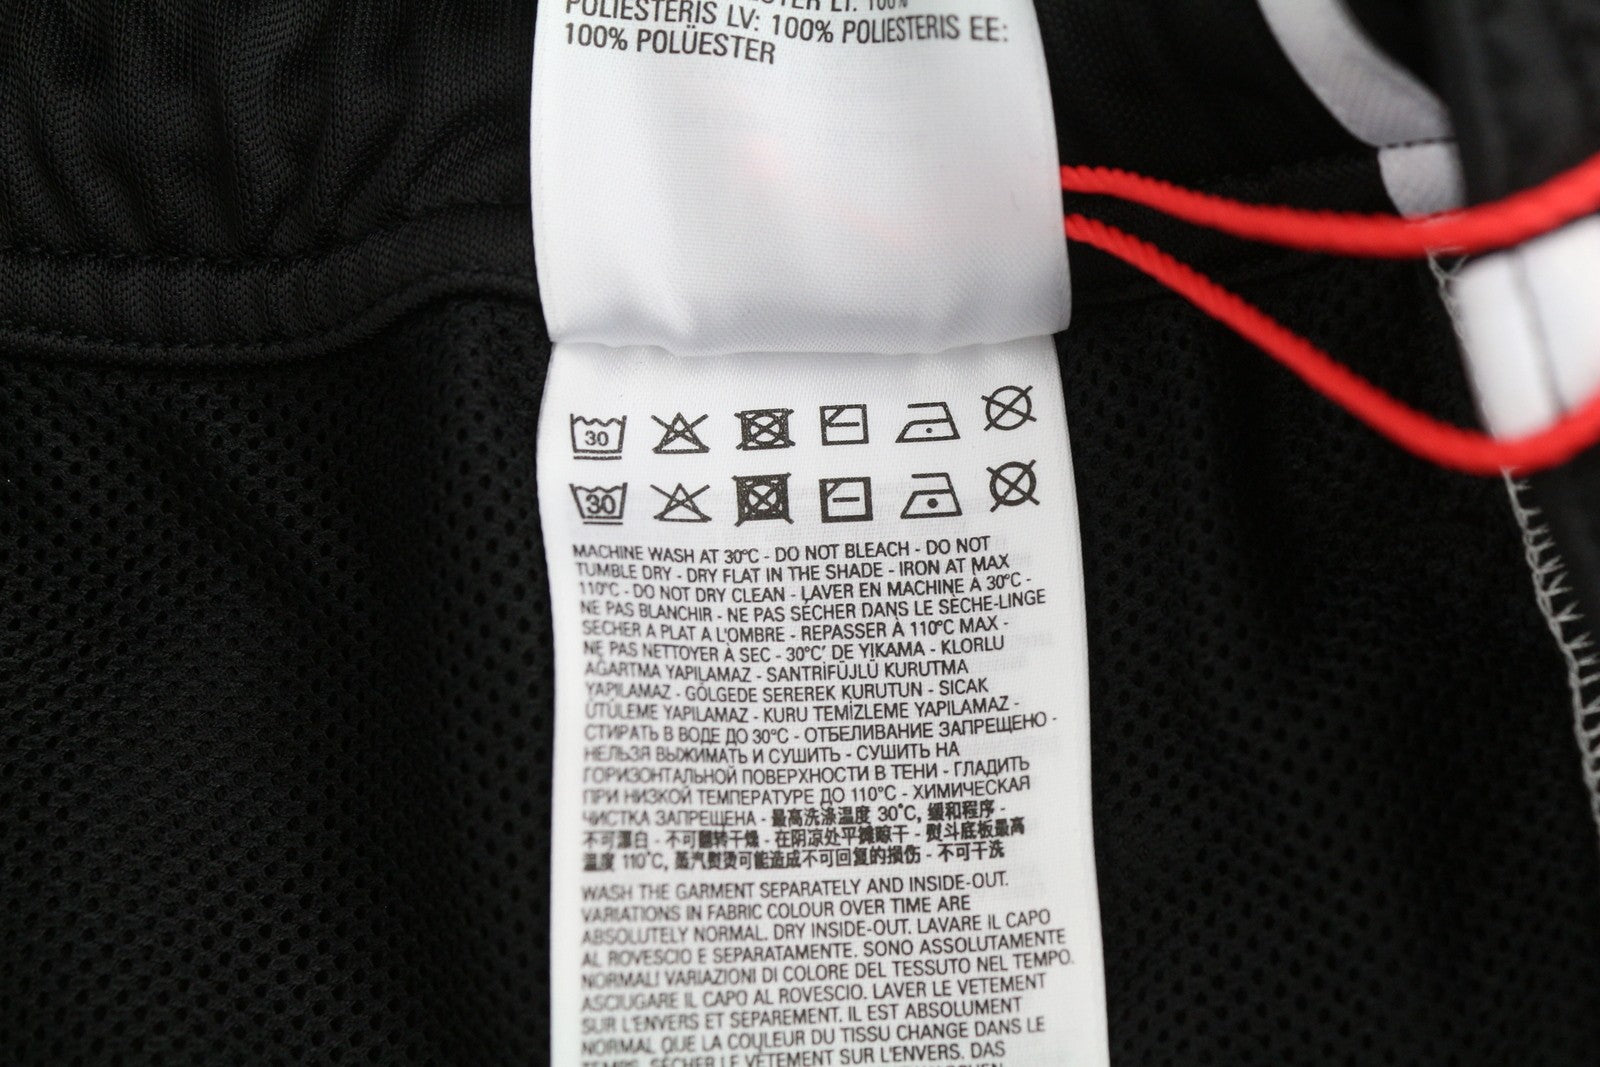 POLIESTERIS LV: 100% POLIESTERIS EE:
100% POLÜESTER
30
30
MACHINE WASH AT 30°C - DO NOT BLEACH - DO NOT
TUMBLE DRY - DRY FLAT IN THE SHADE - IRON AT MAX
110°C - DO NOT DRY CLEAN - LAVER EN MACHINE À 30°C -
NE PAS BLANCHIR - NE PAS SÉCHER DANS LE SÈCHE-LINGE
SÉCHER A PLAT A L'OMBRE - REPASSER À 110°C MAX -
NE PAS NETTOYER À SEC - 30°C' DE YIKAMA - KLORLU
AĞARTMA YAPILAMAZ - SANTRİFÜJLÜ KURUTMA
YAPILAMAZ - GÖLGEDE SEREREK KURUTUN - SICAK
ÜTÜLEME YAPILAMAZ - KURU TEMİZLEME YAPILAMAZ -
СТИРАТЬ В ВОДЕ ДО 30°C - ОТБЕЛИВАНИЕ ЗАПРЕЩЕНО -
НЕЛЬЗЯ ВЫЖИМАТЬ И СУШИТЬ - СУШИТЬ НА
ГОРИЗОНТАЛЬНОЙ ПОВЕРХНОСТИ В ТЕНИ - ГЛАДИТЬ
ПРИ НИЗКОЙ ТЕМПЕРАТУРЕ ДО 110°C - ХИМИЧЕСКАЯ
ЧИСТКА ЗАПРЕЩЕНА - 最高洗涤温度 30°C, 缓和程序 -
不可漂白 - 不可翻转干燥 - 在阴凉处平摊晾干 - 熨斗底板最高
温度 110°C, 蒸汽熨烫可能造成不可回复的损伤 - 不可干洗
WASH THE GARMENT SEPARATELY AND INSIDE-OUT.
VARIATIONS IN FABRIC COLOUR OVER TIME ARE
ABSOLUTELY NORMAL. DRY INSIDE-OUT. LAVARE iL CAPO
AL ROVESCIO E SEPARATAMENTE. SONO ASSOLUTAMENTE
NORMALI VARIAZIONI DI COLORE DEL TESSUTO NEL TEMPO.
ASCIUGARE IL CAPO AL ROVESCIO. LAVER LE VETEMENT
SUR L'ENVERS ET SEPAREMENT. IL EST ABSOLUMENT
NORMAL QUE LA COULEUR DU TISSU CHANGE DANS LE
TEMPS. SÉCHER LE VÊTEMENT SUR L'ENVERS. DAS